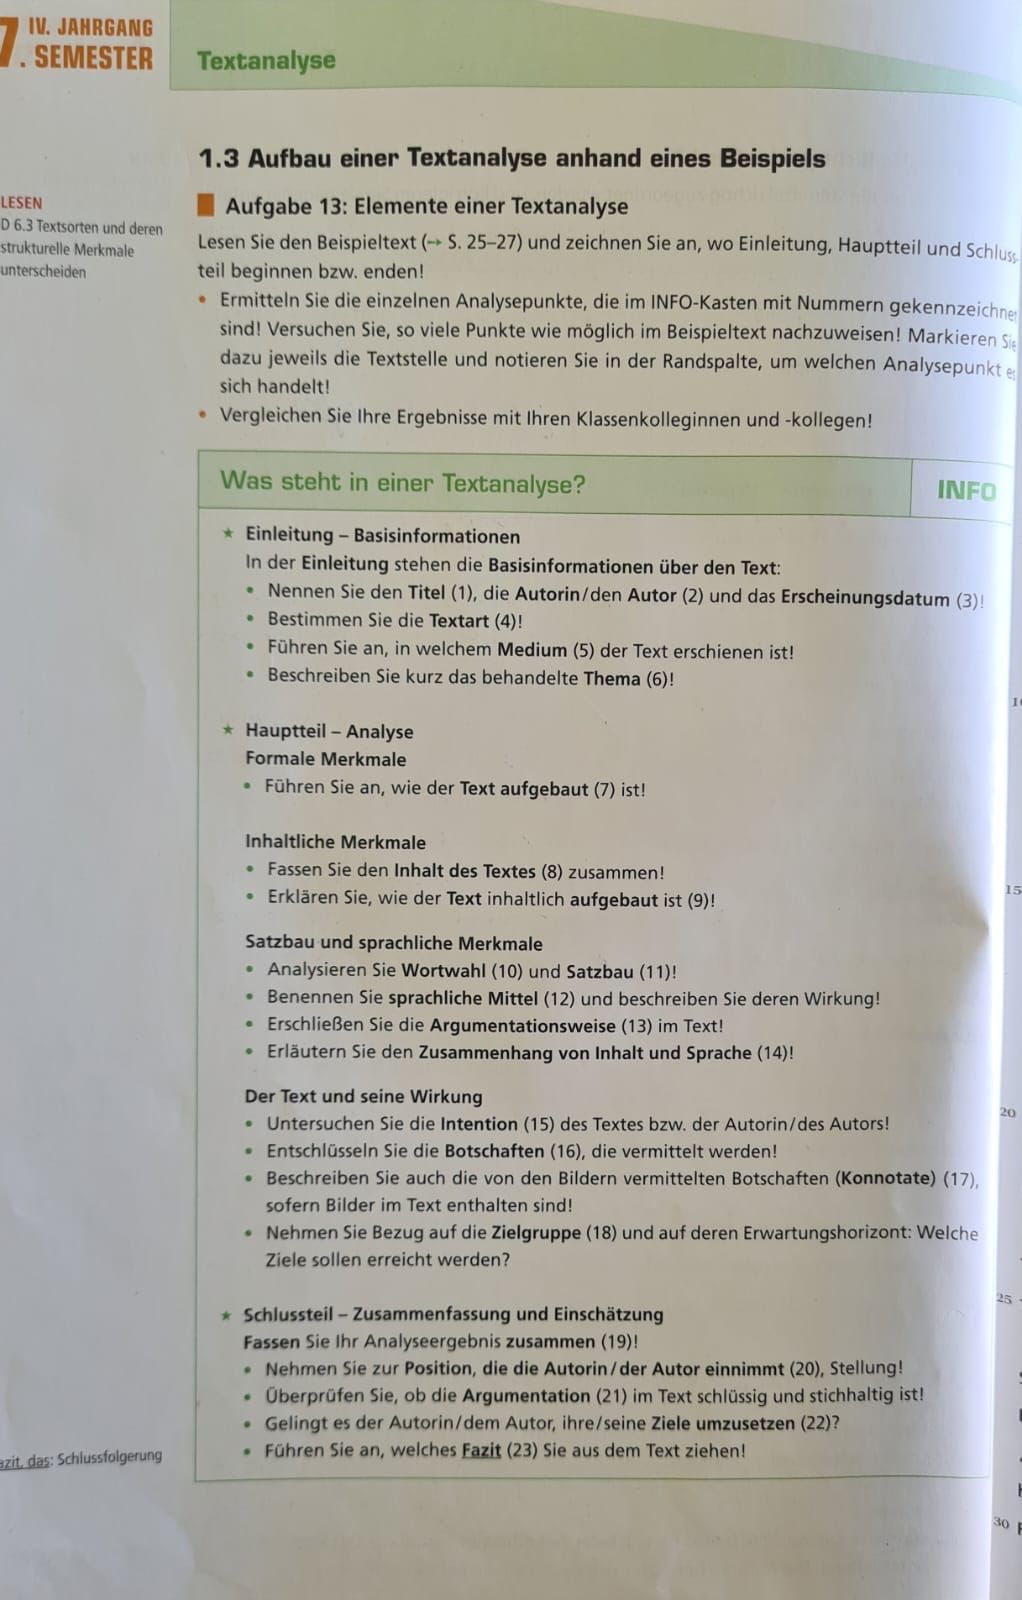 7. IV. JAHRGANG
SEMESTER
Textanalyse
1.3 Aufbau einer Textanalyse anhand eines Beispiels
LESEN
D 6.3 Textsorten und deren
strukturelle Merkmale
unterscheiden
Aufgabe 13: Elemente einer Textanalyse
Lesen Sie den Beispieltext (→ S. 25–27) und zeichnen Sie an, wo Einleitung, Hauptteil und Schluss-
teil beginnen bzw. enden!
• Ermitteln Sie die einzelnen Analysepunkte, die im INFO-Kasten mit Nummern gekennzeichnet
sind! Versuchen Sie, so viele Punkte wie möglich im Beispieltext nachzuweisen! Markieren Sie
dazu jeweils die Textstelle und notieren Sie in der Randspalte, um welchen Analysepunkt es
sich handelt!
• Vergleichen Sie Ihre Ergebnisse mit Ihren Klassenkolleginnen und -kollegen!
Was steht in einer Textanalyse?
INFO
★ Einleitung – Basisinformationen
In der Einleitung stehen die Basisinformationen über den Text:
• Nennen Sie den Titel (1), die Autorin/den Autor (2) und das Erscheinungsdatum (3)!
• Bestimmen Sie die Textart (4)!
• Führen Sie an, in welchem Medium (5) der Text erschienen ist!
• Beschreiben Sie kurz das behandelte Thema (6)!
★ Hauptteil – Analyse
Formale Merkmale
• Führen Sie an, wie der Text aufgebaut (7) ist!
Inhaltliche Merkmale
• Fassen Sie den Inhalt des Textes (8) zusammen!
• Erklären Sie, wie der Text inhaltlich aufgebaut ist (9)!
Satzbau und sprachliche Merkmale
• Analysieren Sie Wortwahl (10) und Satzbau (11)!
• Benennen Sie sprachliche Mittel (12) und beschreiben Sie deren Wirkung!
• Erschließen Sie die Argumentationsweise (13) im Text!
• Erläutern Sie den Zusammenhang von Inhalt und Sprache (14)!
Der Text und seine Wirkung
• Untersuchen Sie die Intention (15) des Textes bzw. der Autorin/des Autors!
• Entschlüsseln Sie die Botschaften (16), die vermittelt werden!
• Beschreiben Sie auch die von den Bildern vermittelten Botschaften (Konnotate) (17),
sofern Bilder im Text enthalten sind!
• Nehmen Sie Bezug auf die Zielgruppe (18) und auf deren Erwartungshorizont: Welche
Ziele sollen erreicht werden?
★ Schlussteil – Zusammenfassung und Einschätzung
Fassen Sie Ihr Analyseergebnis zusammen (19)!
• Nehmen Sie zur Position, die die Autorin/der Autor einnimmt (20), Stellung!
• Überprüfen Sie, ob die Argumentation (21) im Text schlüssig und stichhaltig ist!
• Gelingt es der Autorin/dem Autor, ihre/seine Ziele umzusetzen (22)?
• Führen Sie an, welches Fazit (23) Sie aus dem Text ziehen!
azit, das: Schlussfolgerung
15
20
25
30